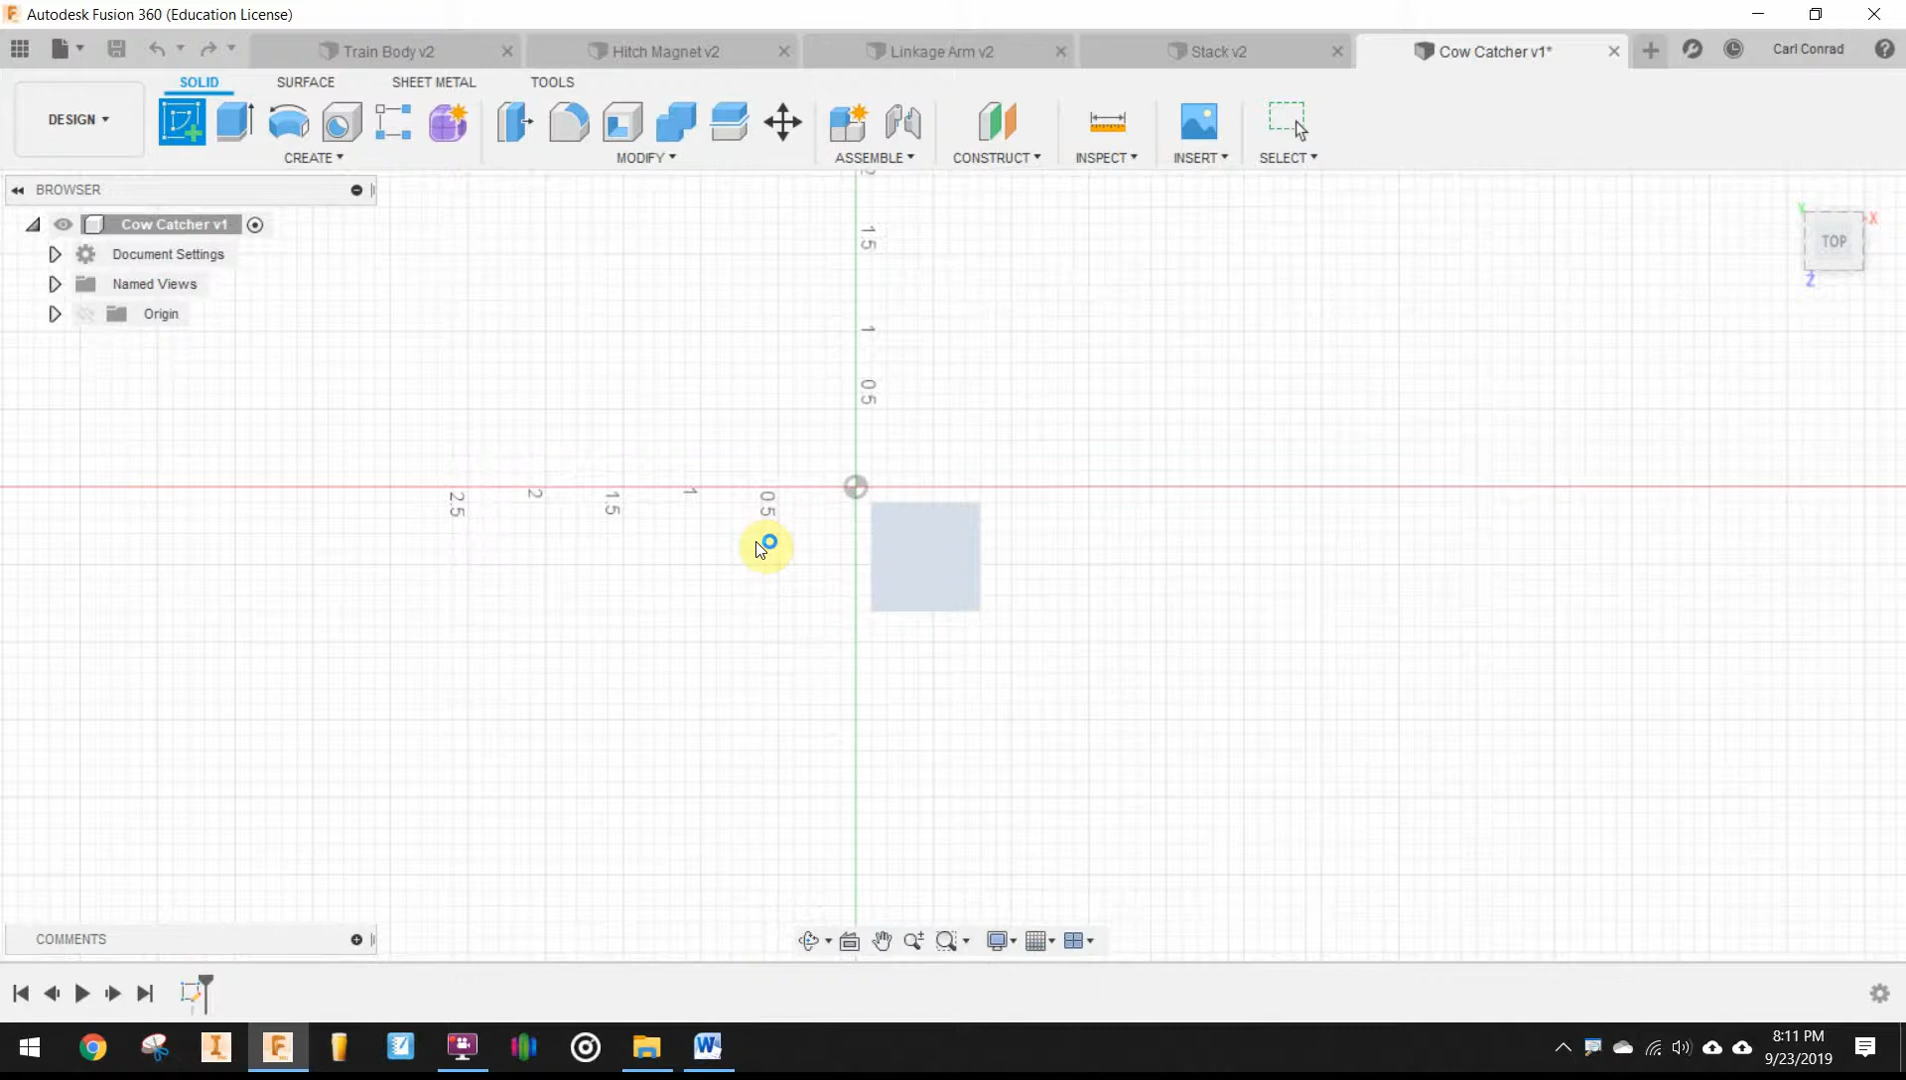 Autodesk Fusion 360 (Education License)
Train Body v2
Hitch Magnet v2
Linkage Arm v2
Stack v2
Cow Catcher v1*
Carl Conrad
SOLID
SURFACE
SHEET METAL
TOOLS
DESIGN
CREATE
MODIFY
ASSEMBLE
CONSTRUCT
INSPECT
INSERT
SELECT
BROWSER
Cow Catcher v1
Document Settings
Named Views
Origin
2
1.5
1
0.5
2.5
2
1.5
1
0.5
Y
X
TOP
Z
COMMENTS
8:11 PM
9/23/2019